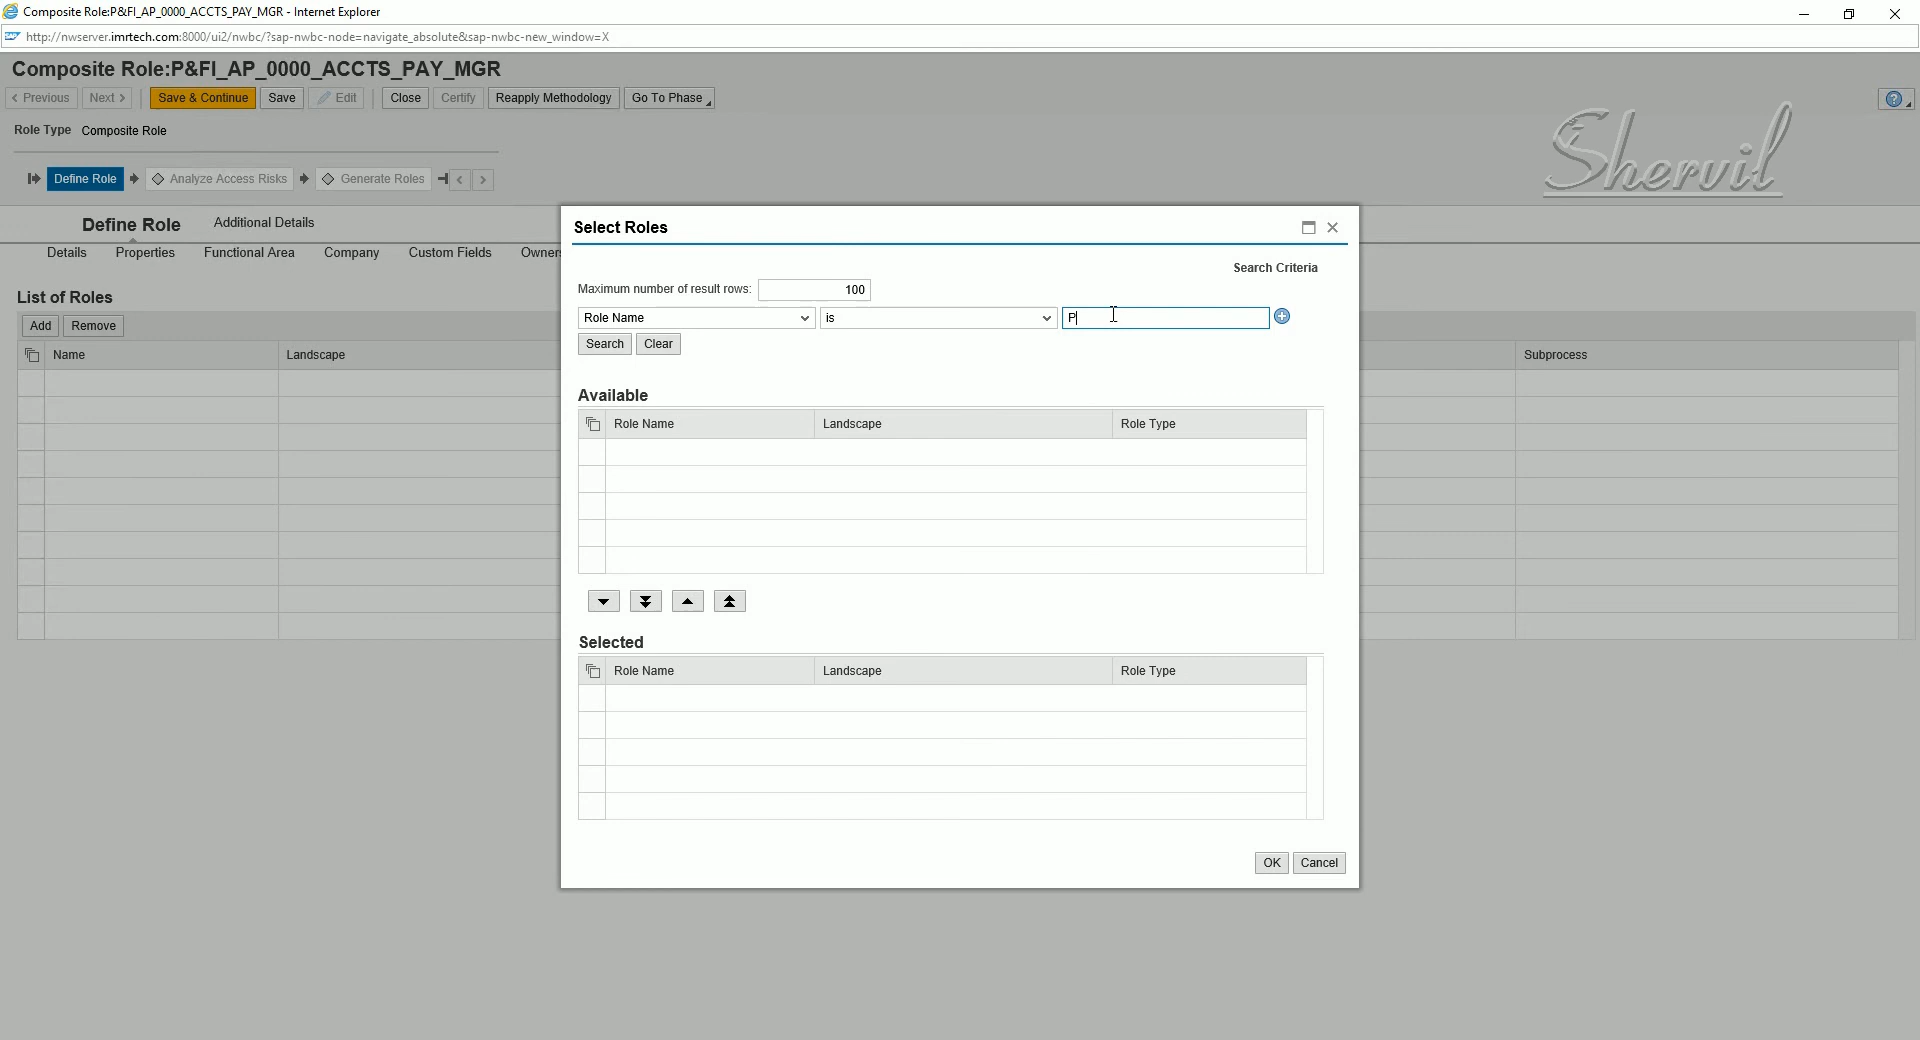 Composite Role:P&FI_AP_0000_ACCTS_PAY_MGR - Internet Explorer
http://nwserver.imrtech.com:8000/ui2/nwbc/?sap-nwbc-node=navigate_absolute&sap-nwbc-new_window=X
Composite Role:P&FI_AP_0000_ACCTS_PAY_MGR
Previous Next Save & Continue Save Edit Close Certify Reapply Methodology Go To Phase
Role Type Composite Role
Shervil
Define Role Analyze Access Risks Generate Roles
Define Role Additional Details
Details Properties Functional Area Company Custom Fields Owners
List of Roles
Add Remove
Name Landscape Subprocess
Select Roles
Search Criteria
Maximum number of result rows: 100
Role Name is P
Search Clear
Available
Role Name Landscape Role Type
Selected
Role Name Landscape Role Type
OK Cancel